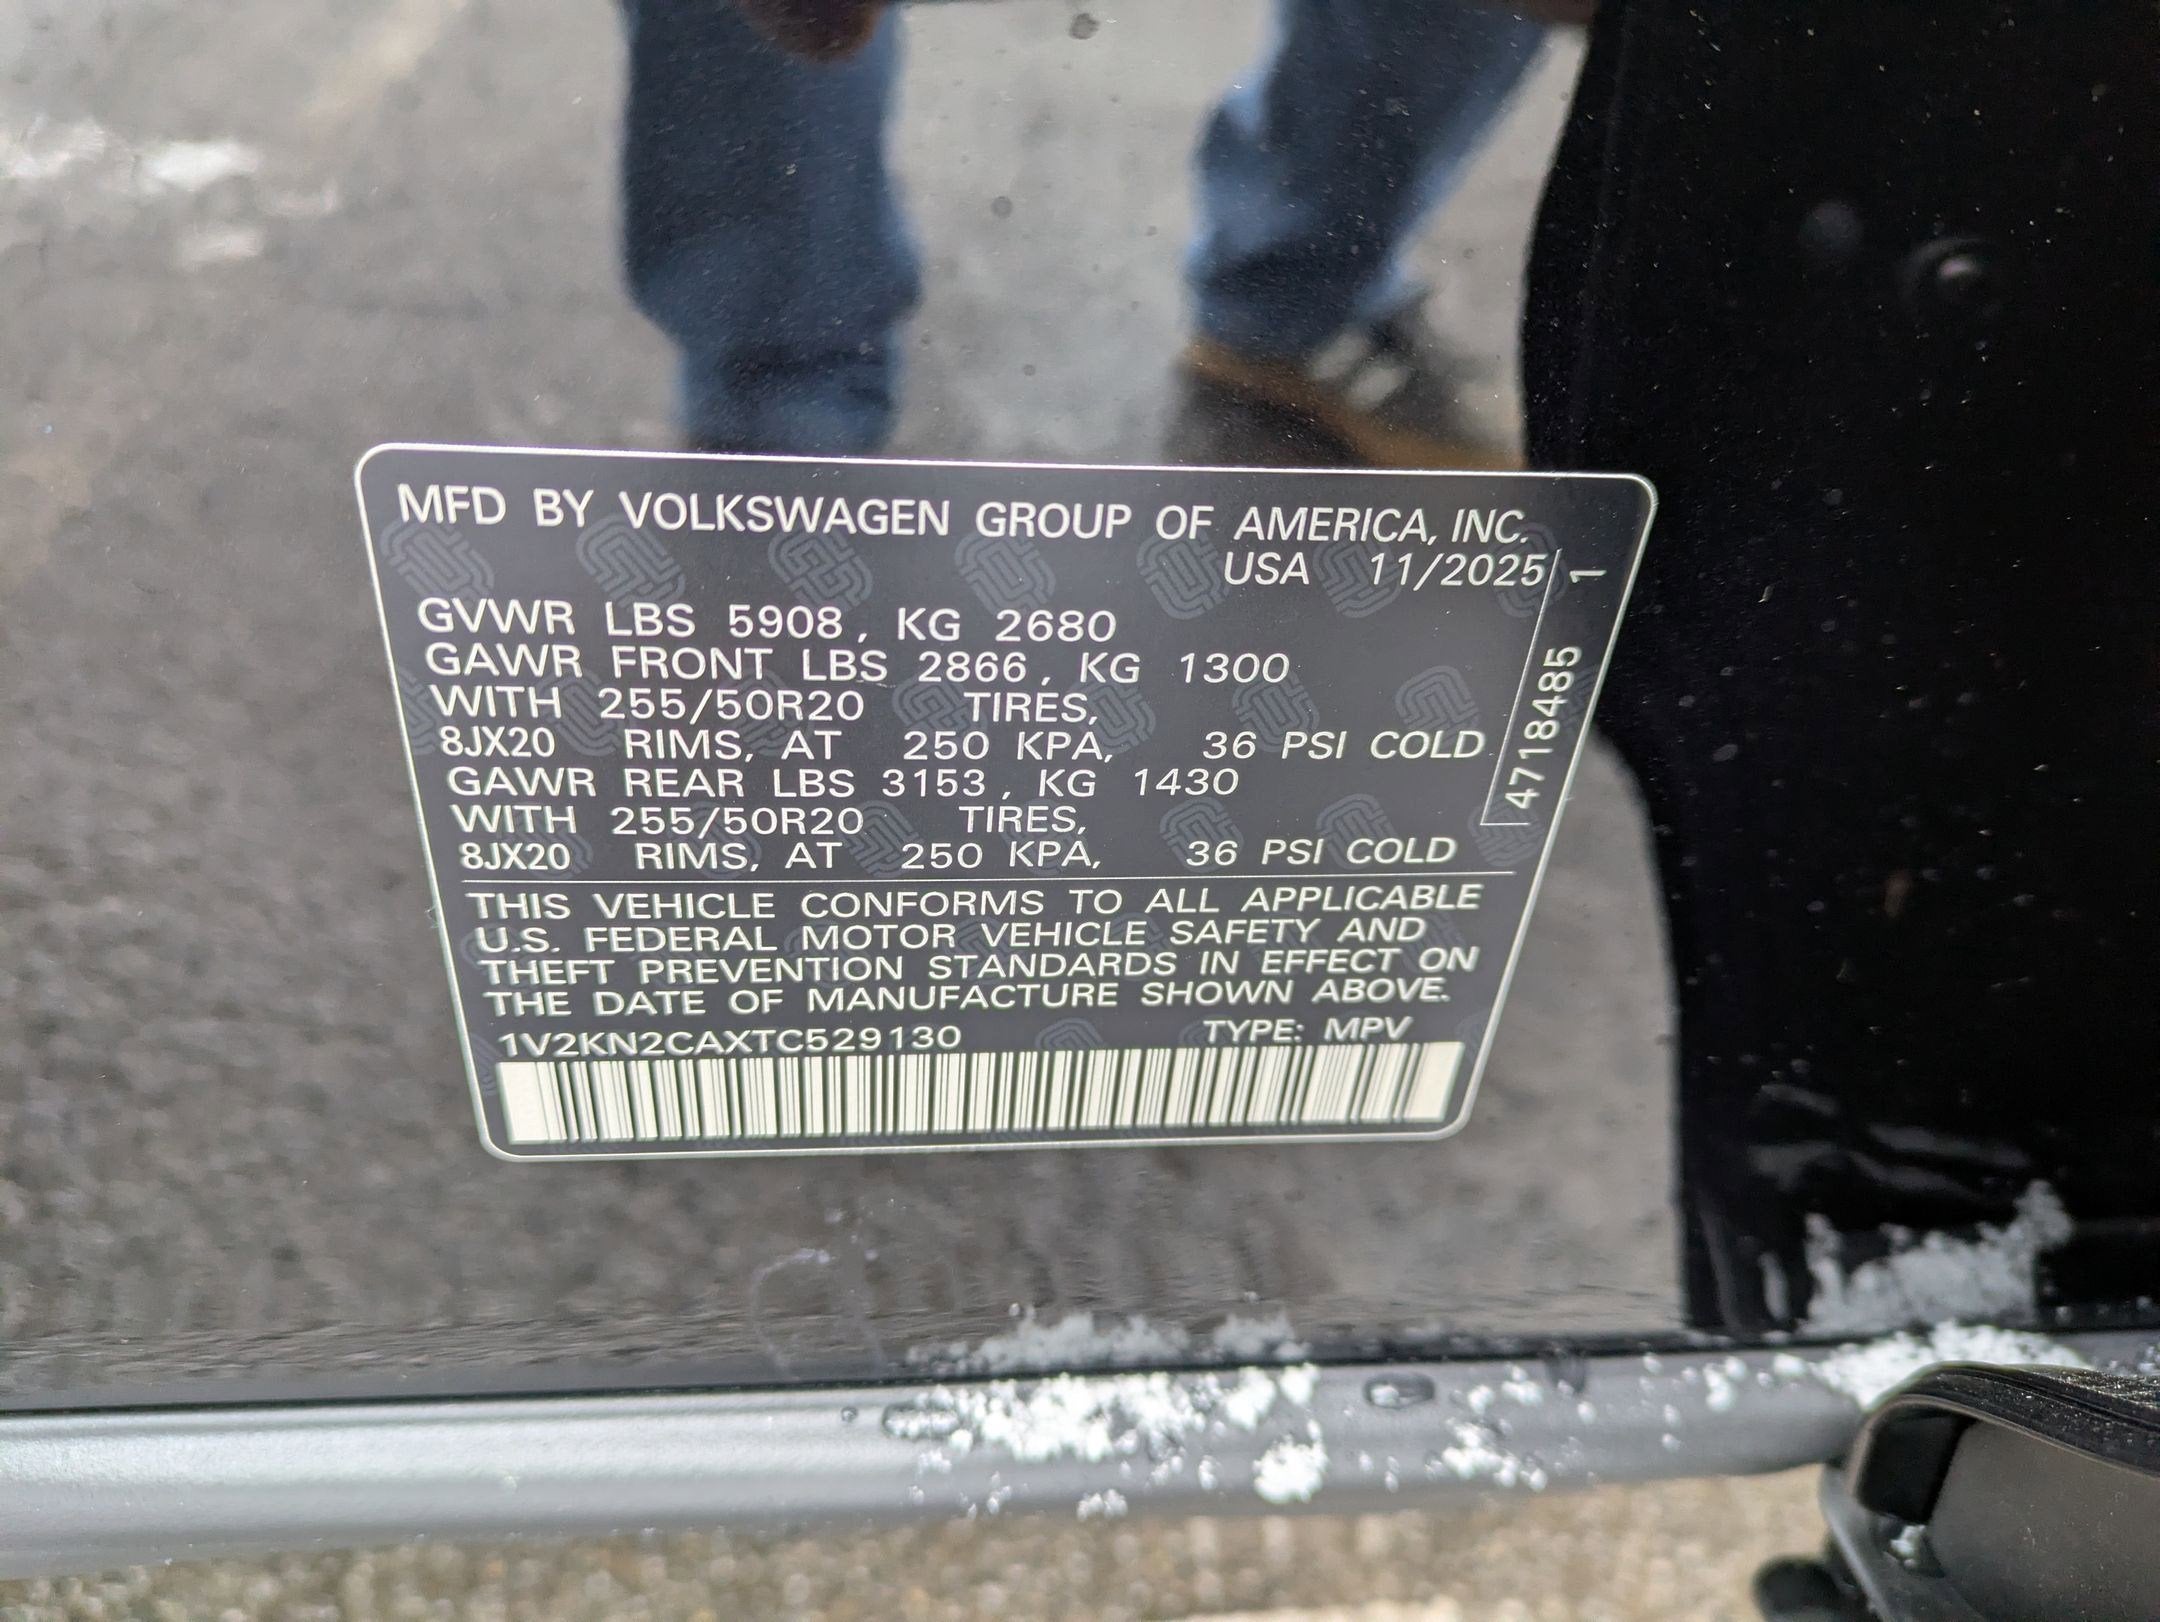 MFD BY VOLKSWAGEN GROUP OF AMERICA, INC.
USA 11/2025
GVWR LBS 5908, KG 2680
GAWR FRONT LBS 2866, KG 1300
WITH 255/50R20 TIRES,
8JX20 RIMS, AT 250 KPA, 36 PSI COLD
GAWR REAR LBS 3153, KG 1430
WITH 255/50R20 TIRES,
8JX20 RIMS, AT 250 KPA, 36 PSI COLD
THIS VEHICLE CONFORMS TO ALL APPLICABLE
U.S. FEDERAL MOTOR VEHICLE SAFETY AND
THEFT PREVENTION STANDARDS IN EFFECT ON
THE DATE OF MANUFACTURE SHOWN ABOVE.
1V2KN2CAXTC529130 TYPE: MPV
47184851 1